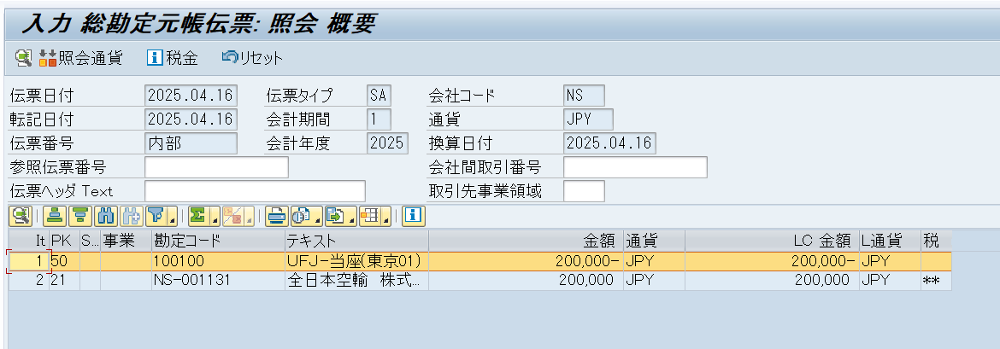 入力 総勘定元帳伝票: 照会 概要
照会通貨 税金 リセット
伝票日付 2025.04.16 伝票タイプ SA 会社コード NS
転記日付 2025.04.16 会計期間 1 通貨 JPY
伝票番号 内部 会計年度 2025 換算日付 2025.04.16
参照伝票番号 会社間取引番号
伝票ヘッダ Text 取引先事業領域
It PK S... 事業 勘定コード テキスト 金額 通貨 LC 金額 L通貨 税
1 50 100100 UFJ-当座(東京01) 200,000- JPY 200,000- JPY
2 21 NS-001131 全日本空輸 株式... 200,000 JPY 200,000 JPY **